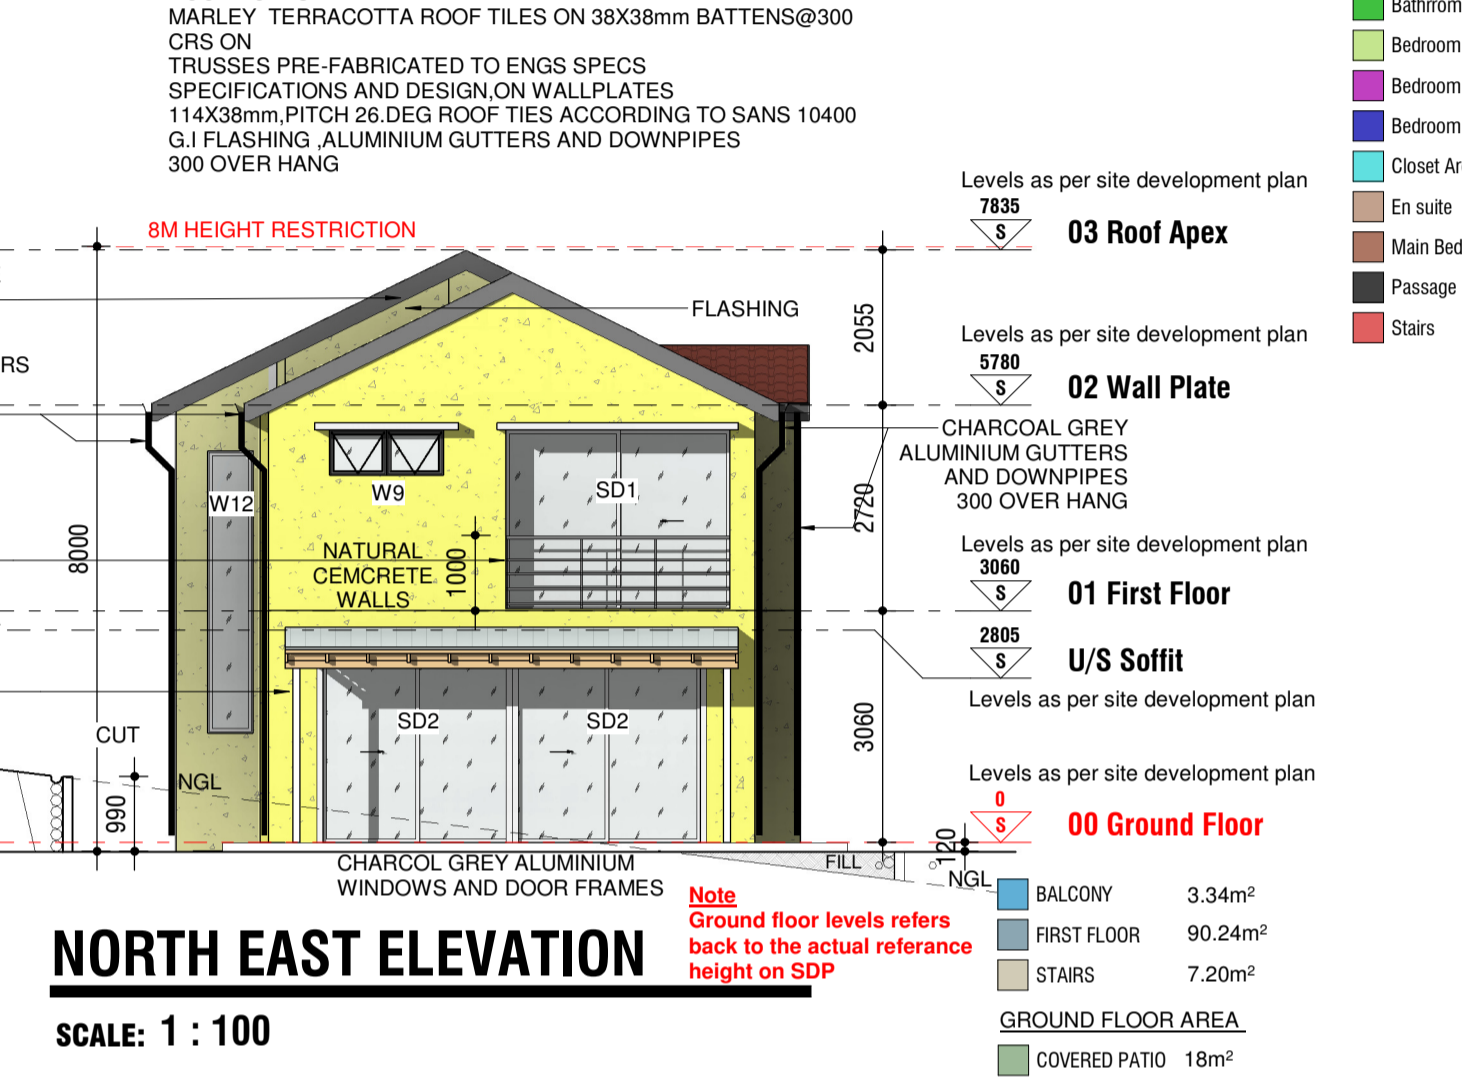 MARLEY TERRACOTTA ROOF TILES ON 38X38mm BATTENS@300
CRS ON
TRUSSES PRE-FABRICATED TO ENGS SPECS
SPECIFICATIONS AND DESIGN,ON WALLPLATES
114X38mm,PITCH 26.DEG ROOF TIES ACCORDING TO SANS 10400
G.I FLASHING ,ALUMINIUM GUTTERS AND DOWNPIPES
300 OVER HANG
Bathrrom
Bedroom
Bedroom
Bedroom
Closet Ar
En suite
Main Bed
Passage
Stairs
8M HEIGHT RESTRICTION
Levels as per site development plan
7835
S
03 Roof Apex
FLASHING
2055
RS
Levels as per site development plan
5780
S
02 Wall Plate
CHARCOAL GREY
ALUMINIUM GUTTERS
AND DOWNPIPES
300 OVER HANG
2720
W12
W9
SD1
8000
NATURAL
CEMCRETE
WALLS
1000
Levels as per site development plan
3060
S
01 First Floor
2805
S
U/S Soffit
Levels as per site development plan
3060
SD2
SD2
CUT
NGL
990
Levels as per site development plan
0
S
00 Ground Floor
120
FILL
NGL
CHARCOL GREY ALUMINIUM
WINDOWS AND DOOR FRAMES
Note
Ground floor levels refers
back to the actual referance
height on SDP
NORTH EAST ELEVATION
SCALE: 1 : 100
BALCONY 3.34m²
FIRST FLOOR 90.24m²
STAIRS 7.20m²
GROUND FLOOR AREA
COVERED PATIO 18m²